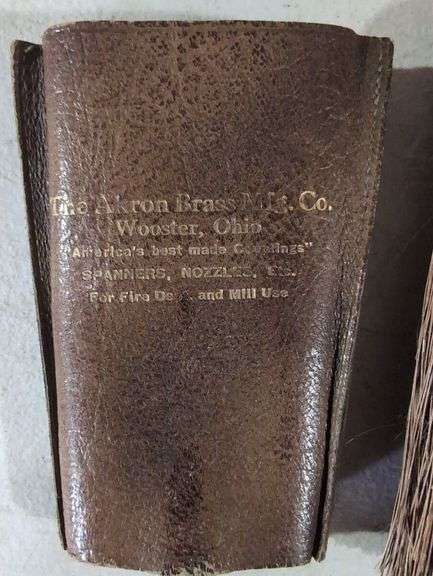 The Akron Brass Mfg. Co.
Wooster, Ohio
"America's best made Couplings"
SPANNERS, NOZZLES, Etc.
For Fire De and Mill Use